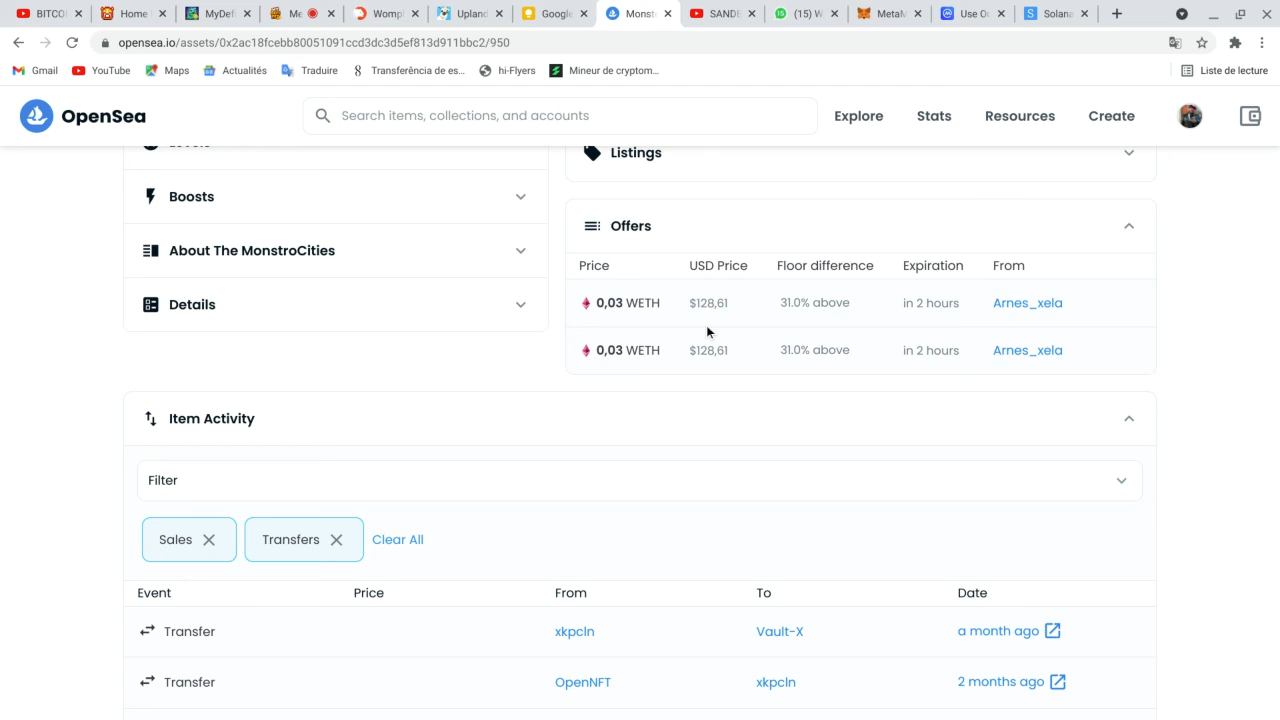 BITCOI
Home
MyDef
Me
Wompl
Upland
Google
Monst
SANDE
(15) W
MetaM
Use Ou
Solana
opensea.io/assets/0x2ac18fcebb80051091ccd3dc3d5ef813d911bbc2/950
Gmail
YouTube
Maps
Actualités
Traduire
Transferência de es...
hi-Flyers
Mineur de cryptom...
Liste de lecture
OpenSea
Search items, collections, and accounts
Explore
Stats
Resources
Create
Levels
Boosts
About The MonstroCities
Details
Listings
Offers
Price USD Price Floor difference Expiration From
0,03 WETH $128,61 31.0% above in 2 hours Arnes_xela
0,03 WETH $128,61 31.0% above in 2 hours Arnes_xela
Item Activity
Filter
Sales Transfers Clear All
Event Price From To Date
Transfer xkpcln Vault-X a month ago
Transfer OpenNFT xkpcln 2 months ago